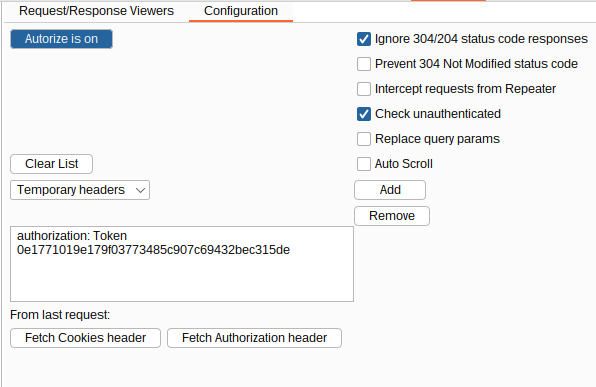 Request/Response Viewers Configuration
Autorize is on
Ignore 304/204 status code responses
Prevent 304 Not Modified status code
Intercept requests from Repeater
Check unauthenticated
Replace query params
Clear List
Auto Scroll
Temporary headers
Add
Remove
authorization: Token
0e1771019e179f03773485c907c69432bec315de
From last request:
Fetch Cookies header Fetch Authorization header